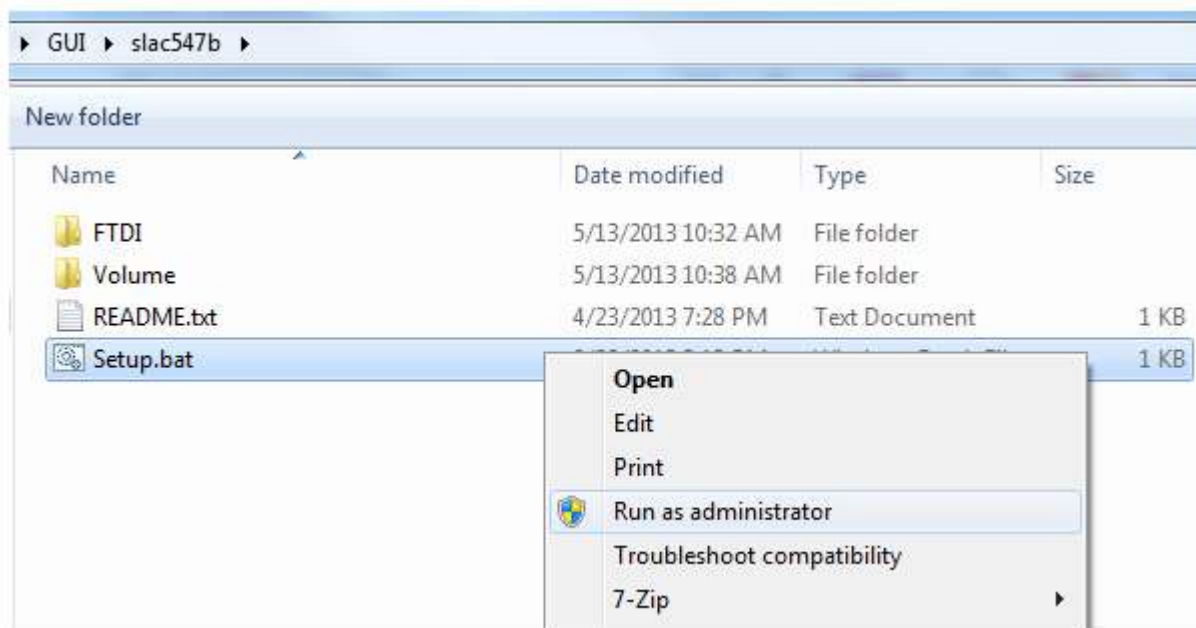 GUI slac547b
New folder
Name Date modified Type Size
FTDI 5/13/2013 10:32 AM File folder
Volume 5/13/2013 10:38 AM File folder
README.txt 4/23/2013 7:28 PM Text Document 1 KB
Setup.bat 1 KB
Open
Edit
Print
Run as administrator
Troubleshoot compatibility
7-Zip